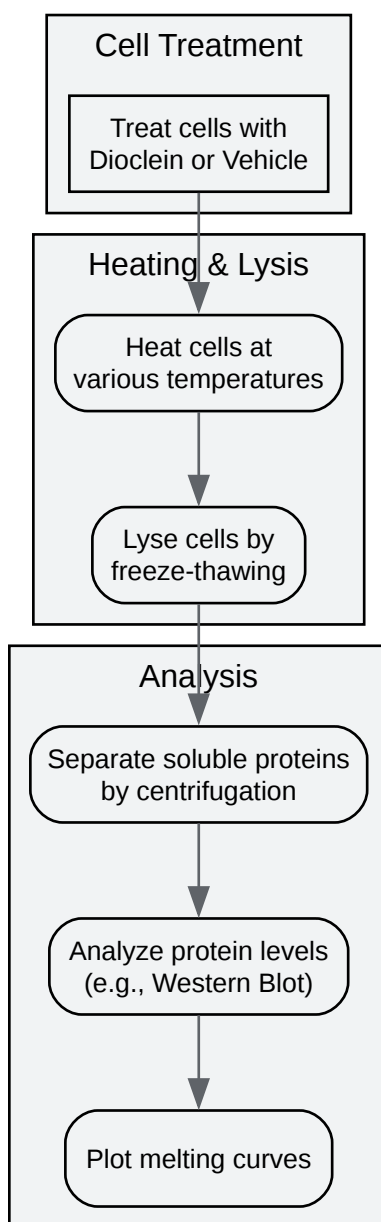 Cell Treatment
Treat cells with
Dioclein or Vehicle
Heating & Lysis
Heat cells at
various temperatures
Lyse cells by
freeze-thawing
Analysis
Separate soluble proteins
by centrifugation
Analyze protein levels
(e.g., Western Blot)
Plot melting curves